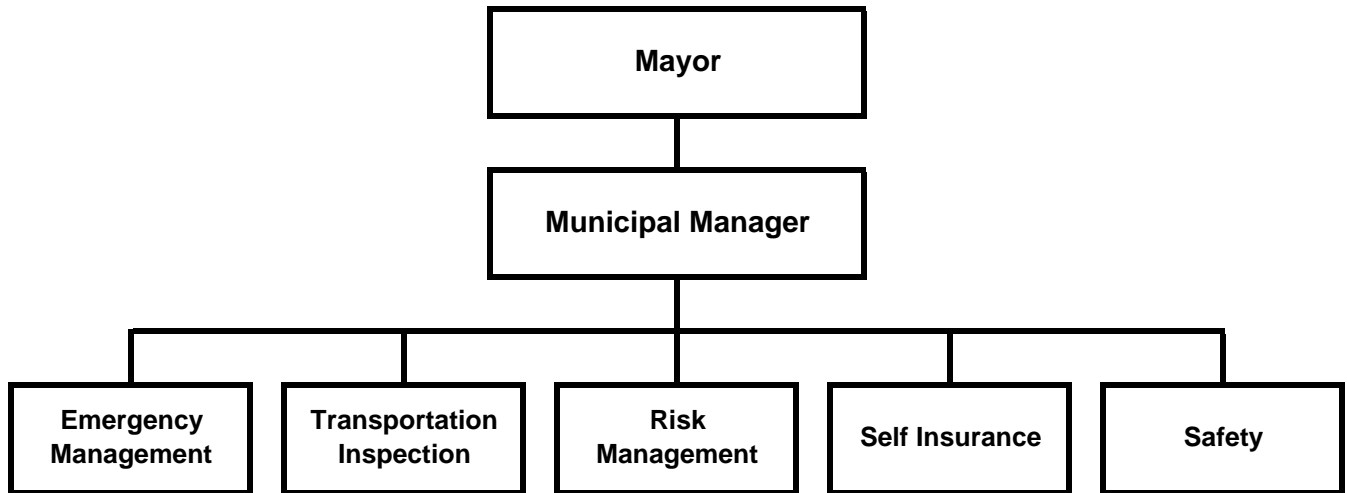 Mayor
Municipal Manager
Emergency
Management
Transportation
Inspection
Risk
Management
Self Insurance
Safety